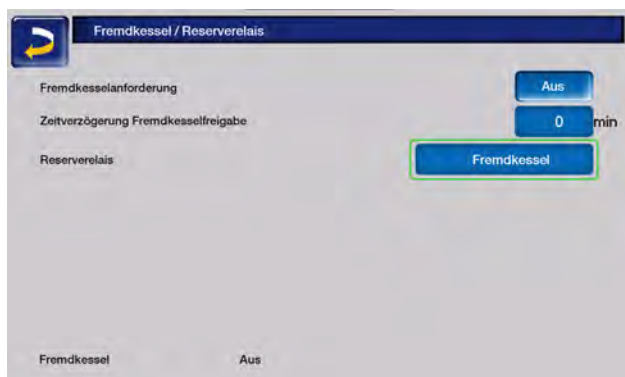 Fremdkessel / Reserverelais
Fremdkesselanforderung Aus
Zeitverzögerung Fremdkesselfreigabe 0 min
Reserverelais Fremdkessel
Fremdkessel Aus